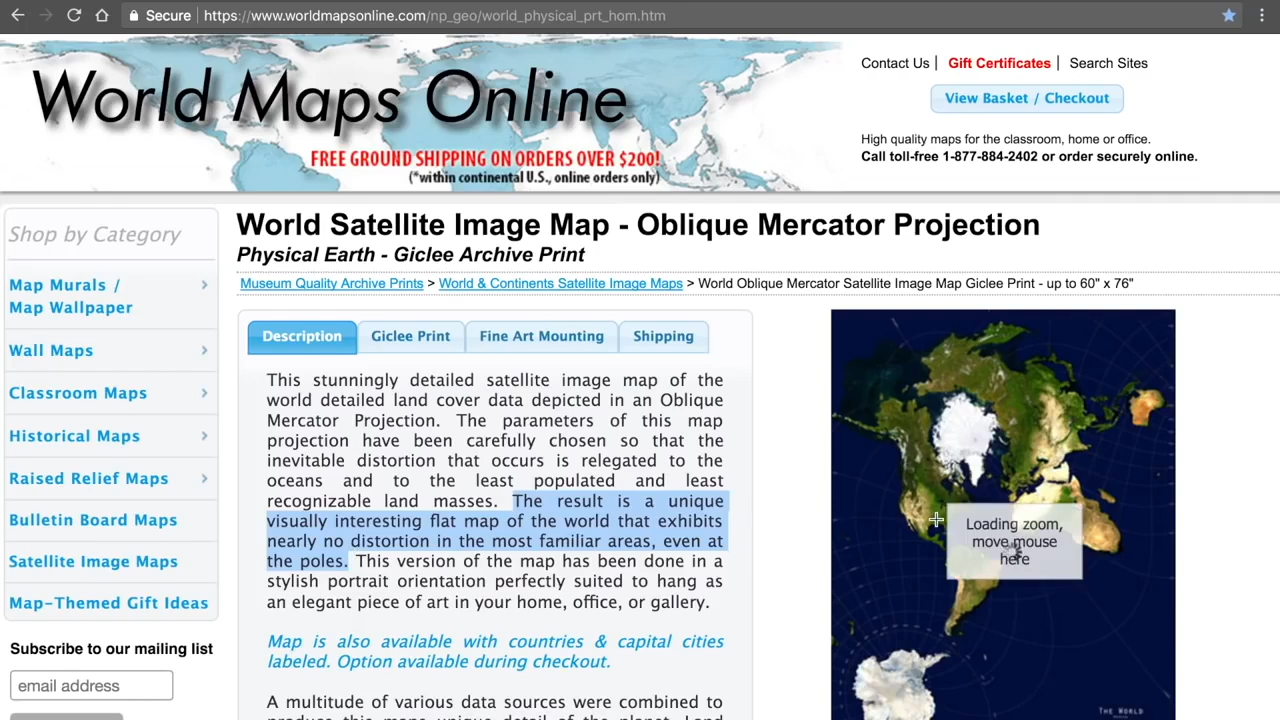 Secure https://www.worldmapsonline.com/np_geo/world_physical_prt_hom.htm
World Maps Online
FREE GROUND SHIPPING ON ORDERS OVER $200!
(*within continental U.S., online orders only)
Contact Us | Gift Certificates | Search Sites
View Basket / Checkout
High quality maps for the classroom, home or office.
Call toll-free 1-877-884-2402 or order securely online.
Shop by Category
Map Murals /
Map Wallpaper
Wall Maps
Classroom Maps
Historical Maps
Raised Relief Maps
Bulletin Board Maps
Satellite Image Maps
Map-Themed Gift Ideas
Subscribe to our mailing list
email address
World Satellite Image Map - Oblique Mercator Projection
Physical Earth - Giclee Archive Print
Museum Quality Archive Prints > World & Continents Satellite Image Maps > World Oblique Mercator Satellite Image Map Giclee Print - up to 60" x 76"
Description Giclee Print Fine Art Mounting Shipping
This stunningly detailed satellite image map of the
world detailed land cover data depicted in an Oblique
Mercator Projection. The parameters of this map
projection have been carefully chosen so that the
inevitable distortion that occurs is relegated to the
oceans and to the least populated and least
recognizable land masses. The result is a unique
visually interesting flat map of the world that exhibits
nearly no distortion in the most familiar areas, even at
the poles. This version of the map has been done in a
stylish portrait orientation perfectly suited to hang as
an elegant piece of art in your home, office, or gallery.
Map is also available with countries & capital cities
labeled. Option available during checkout.
A multitude of various data sources were combined to
produce this maps unique detail of the planet. Land
Loading zoom,
move mouse
here
THE WORLD